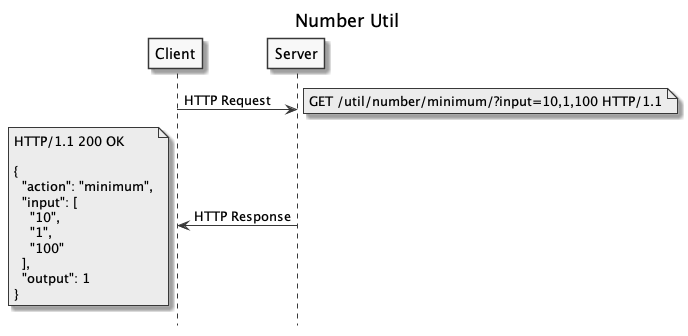 Number Util
Client
Server
HTTP Request
GET /util/number/minimum/?input=10,1,100 HTTP/1.1
HTTP/1.1 200 OK
{
"action": "minimum",
"input": [
"10",
"1",
"100"
],
"output": 1
}
HTTP Response